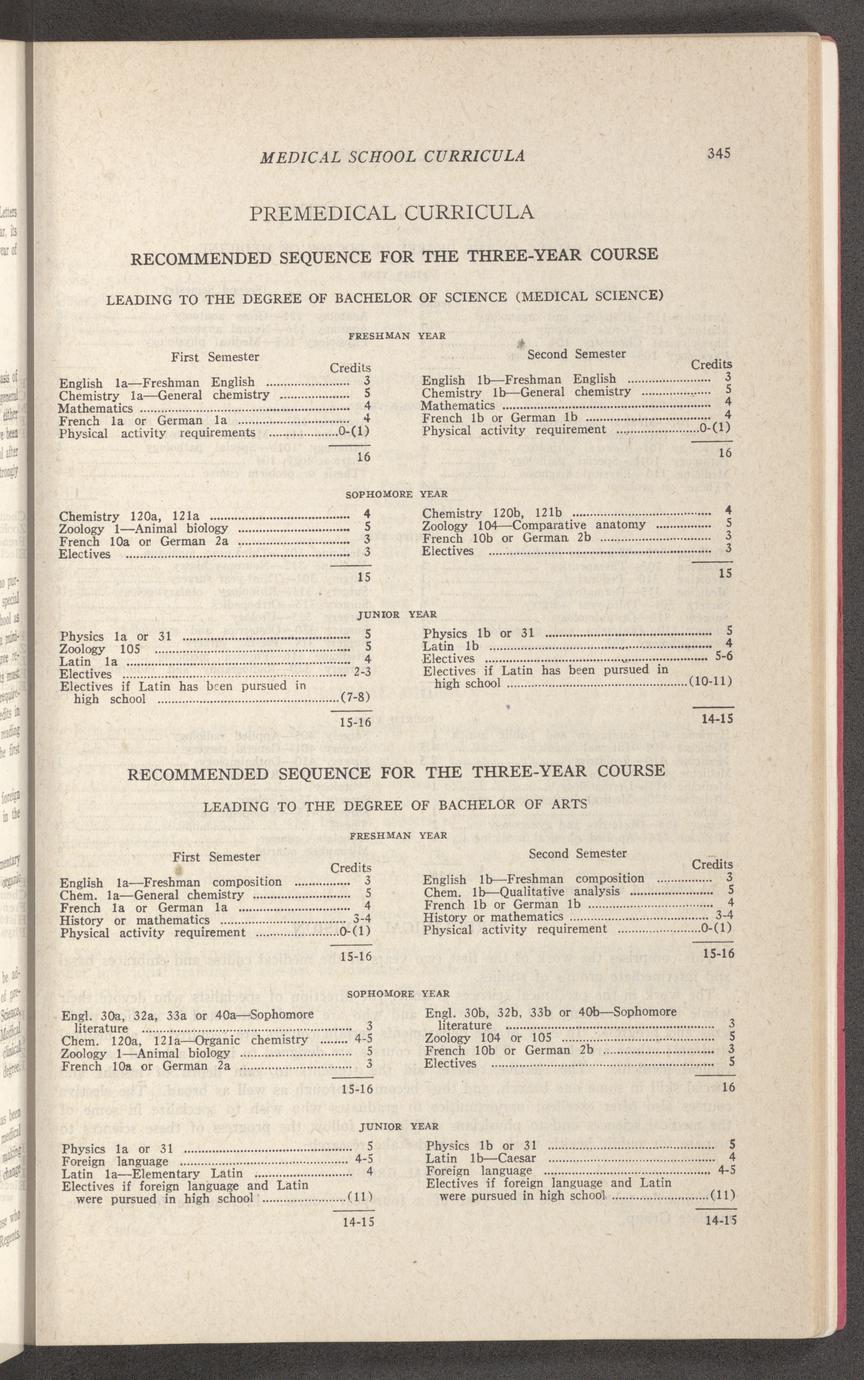 MEDICAL SCHOOL CURRICULA 345
PREMEDICAL CURRICULA
RECOMMENDED SEQUENCE FOR THE THREE-YEAR COURSE
LEADING TO THE DEGREE OF BACHELOR OF SCIENCE (MEDICAL SCIENCE)
FRESHMAN YEAR
First Semester
Credits
English 1a—Freshman English ........ 3
Chemistry 1a—General chemistry ........ 5
Mathematics ........ 4
French 1a or German 1a ........ 4
Physical activity requirements ........0-(1)
16
Second Semester
Credits
English 1b—Freshman English ........ 3
Chemistry 1b—General chemistry ........ 5
Mathematics ........ 4
French 1b or German 1b ........ 4
Physical activity requirement ........0-(1)
16
SOPHOMORE YEAR
Chemistry 120a, 121a ........ 4
Zoology 1—Animal biology ........ 5
French 10a or German 2a ........ 3
Electives ........ 3
15
Chemistry 120b, 121b ........ 4
Zoology 104—Comparative anatomy ........ 5
French 10b or German 2b ........ 3
Electives ........ 3
15
JUNIOR YEAR
Physics 1a or 31 ........ 5
Zoology 105 ........ 5
Latin 1a ........ 4
Electives ........ 2-3
Electives if Latin has been pursued in
high school ........(7-8)
15-16
Physics 1b or 31 ........ 5
Latin 1b ........ 4
Electives ........ 5-6
Electives if Latin has been pursued in
high school ........(10-11)
14-15
RECOMMENDED SEQUENCE FOR THE THREE-YEAR COURSE
LEADING TO THE DEGREE OF BACHELOR OF ARTS
FRESHMAN YEAR
First Semester
Credits
English 1a—Freshman composition ........ 3
Chem. 1a—General chemistry ........ 5
French 1a or German 1a ........ 4
History or mathematics ........ 3-4
Physical activity requirement ........0-(1)
15-16
Second Semester
Credits
English 1b—Freshman composition ........ 3
Chem. 1b—Qualitative analysis ........ 5
French 1b or German 1b ........ 4
History or mathematics ........ 3-4
Physical activity requirement ........0-(1)
15-16
SOPHOMORE YEAR
Engl. 30a, 32a, 33a or 40a—Sophomore
literature ........ 3
Chem. 120a, 121a—Organic chemistry ........ 4-5
Zoology 1—Animal biology ........ 5
French 10a or German 2a ........ 3
15-16
Engl. 30b, 32b, 33b or 40b—Sophomore
literature ........ 3
Zoology 104 or 105 ........ 5
French 10b or German 2b ........ 3
Electives ........ 5
16
JUNIOR YEAR
Physics 1a or 31 ........ 5
Foreign language ........ 4-5
Latin 1a—Elementary Latin ........ 4
Electives if foreign language and Latin
were pursued in high school ........(11)
14-15
Physics 1b or 31 ........ 5
Latin 1b—Caesar ........ 4
Foreign language ........ 4-5
Electives if foreign language and Latin
were pursued in high school ........(11)
14-15